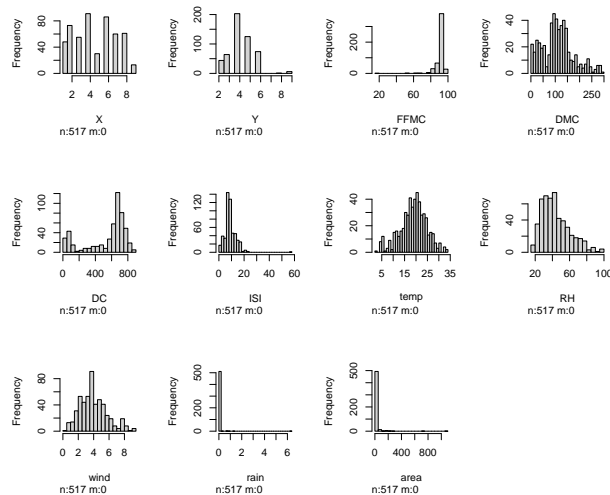 Frequency
0 40 80
2 4 6 8
X
n:517 m:0
Frequency
0 100 200
2 4 6 8
Y
n:517 m:0
Frequency
0 200
20 60 100
FFMC
n:517 m:0
Frequency
0 20 40
0 100 250
DMC
n:517 m:0
Frequency
0 40 80
0 400 800
DC
n:517 m:0
Frequency
0 60 120
0 10 30 50
ISI
n:517 m:0
Frequency
0 20 40
5 15 25 35
temp
n:517 m:0
Frequency
0 40
20 60 100
RH
n:517 m:0
Frequency
0 40 80
0 2 4 6 8
wind
n:517 m:0
Frequency
0 200 500
0 2 4 6
rain
n:517 m:0
Frequency
0 200 500
0 400 800
area
n:517 m:0